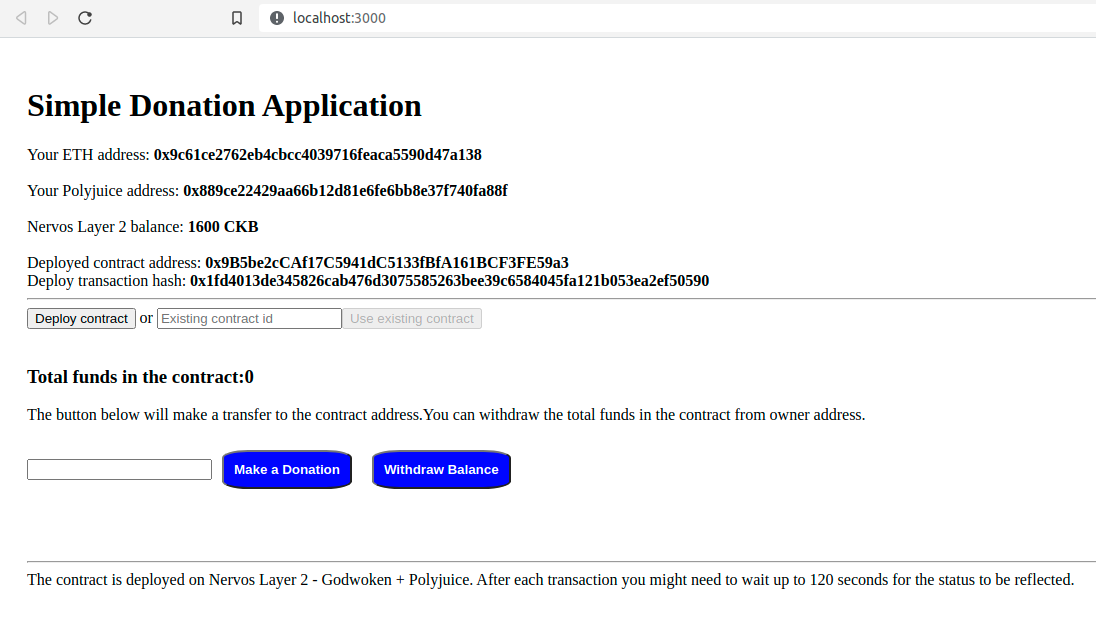 localhost:3000
Simple Donation Application
Your ETH address: 0x9c61ce2762eb4cbcc4039716feaca5590d47a138
Your Polyjuice address: 0x889ce22429aa66b12d81e6fe6bb8e37f740fa88f
Nervos Layer 2 balance: 1600 CKB
Deployed contract address: 0x9B5be2cCAf17C5941dC5133fBfA161BCF3FE59a3
Deploy transaction hash: 0x1fd4013de345826cab476d3075585263bee39c6584045fa121b053ea2ef50590
Deploy contract or Existing contract id Use existing contract
Total funds in the contract:0
The button below will make a transfer to the contract address.You can withdraw the total funds in the contract from owner address.
Make a Donation Withdraw Balance
The contract is deployed on Nervos Layer 2 - Godwoken + Polyjuice. After each transaction you might need to wait up to 120 seconds for the status to be reflected.